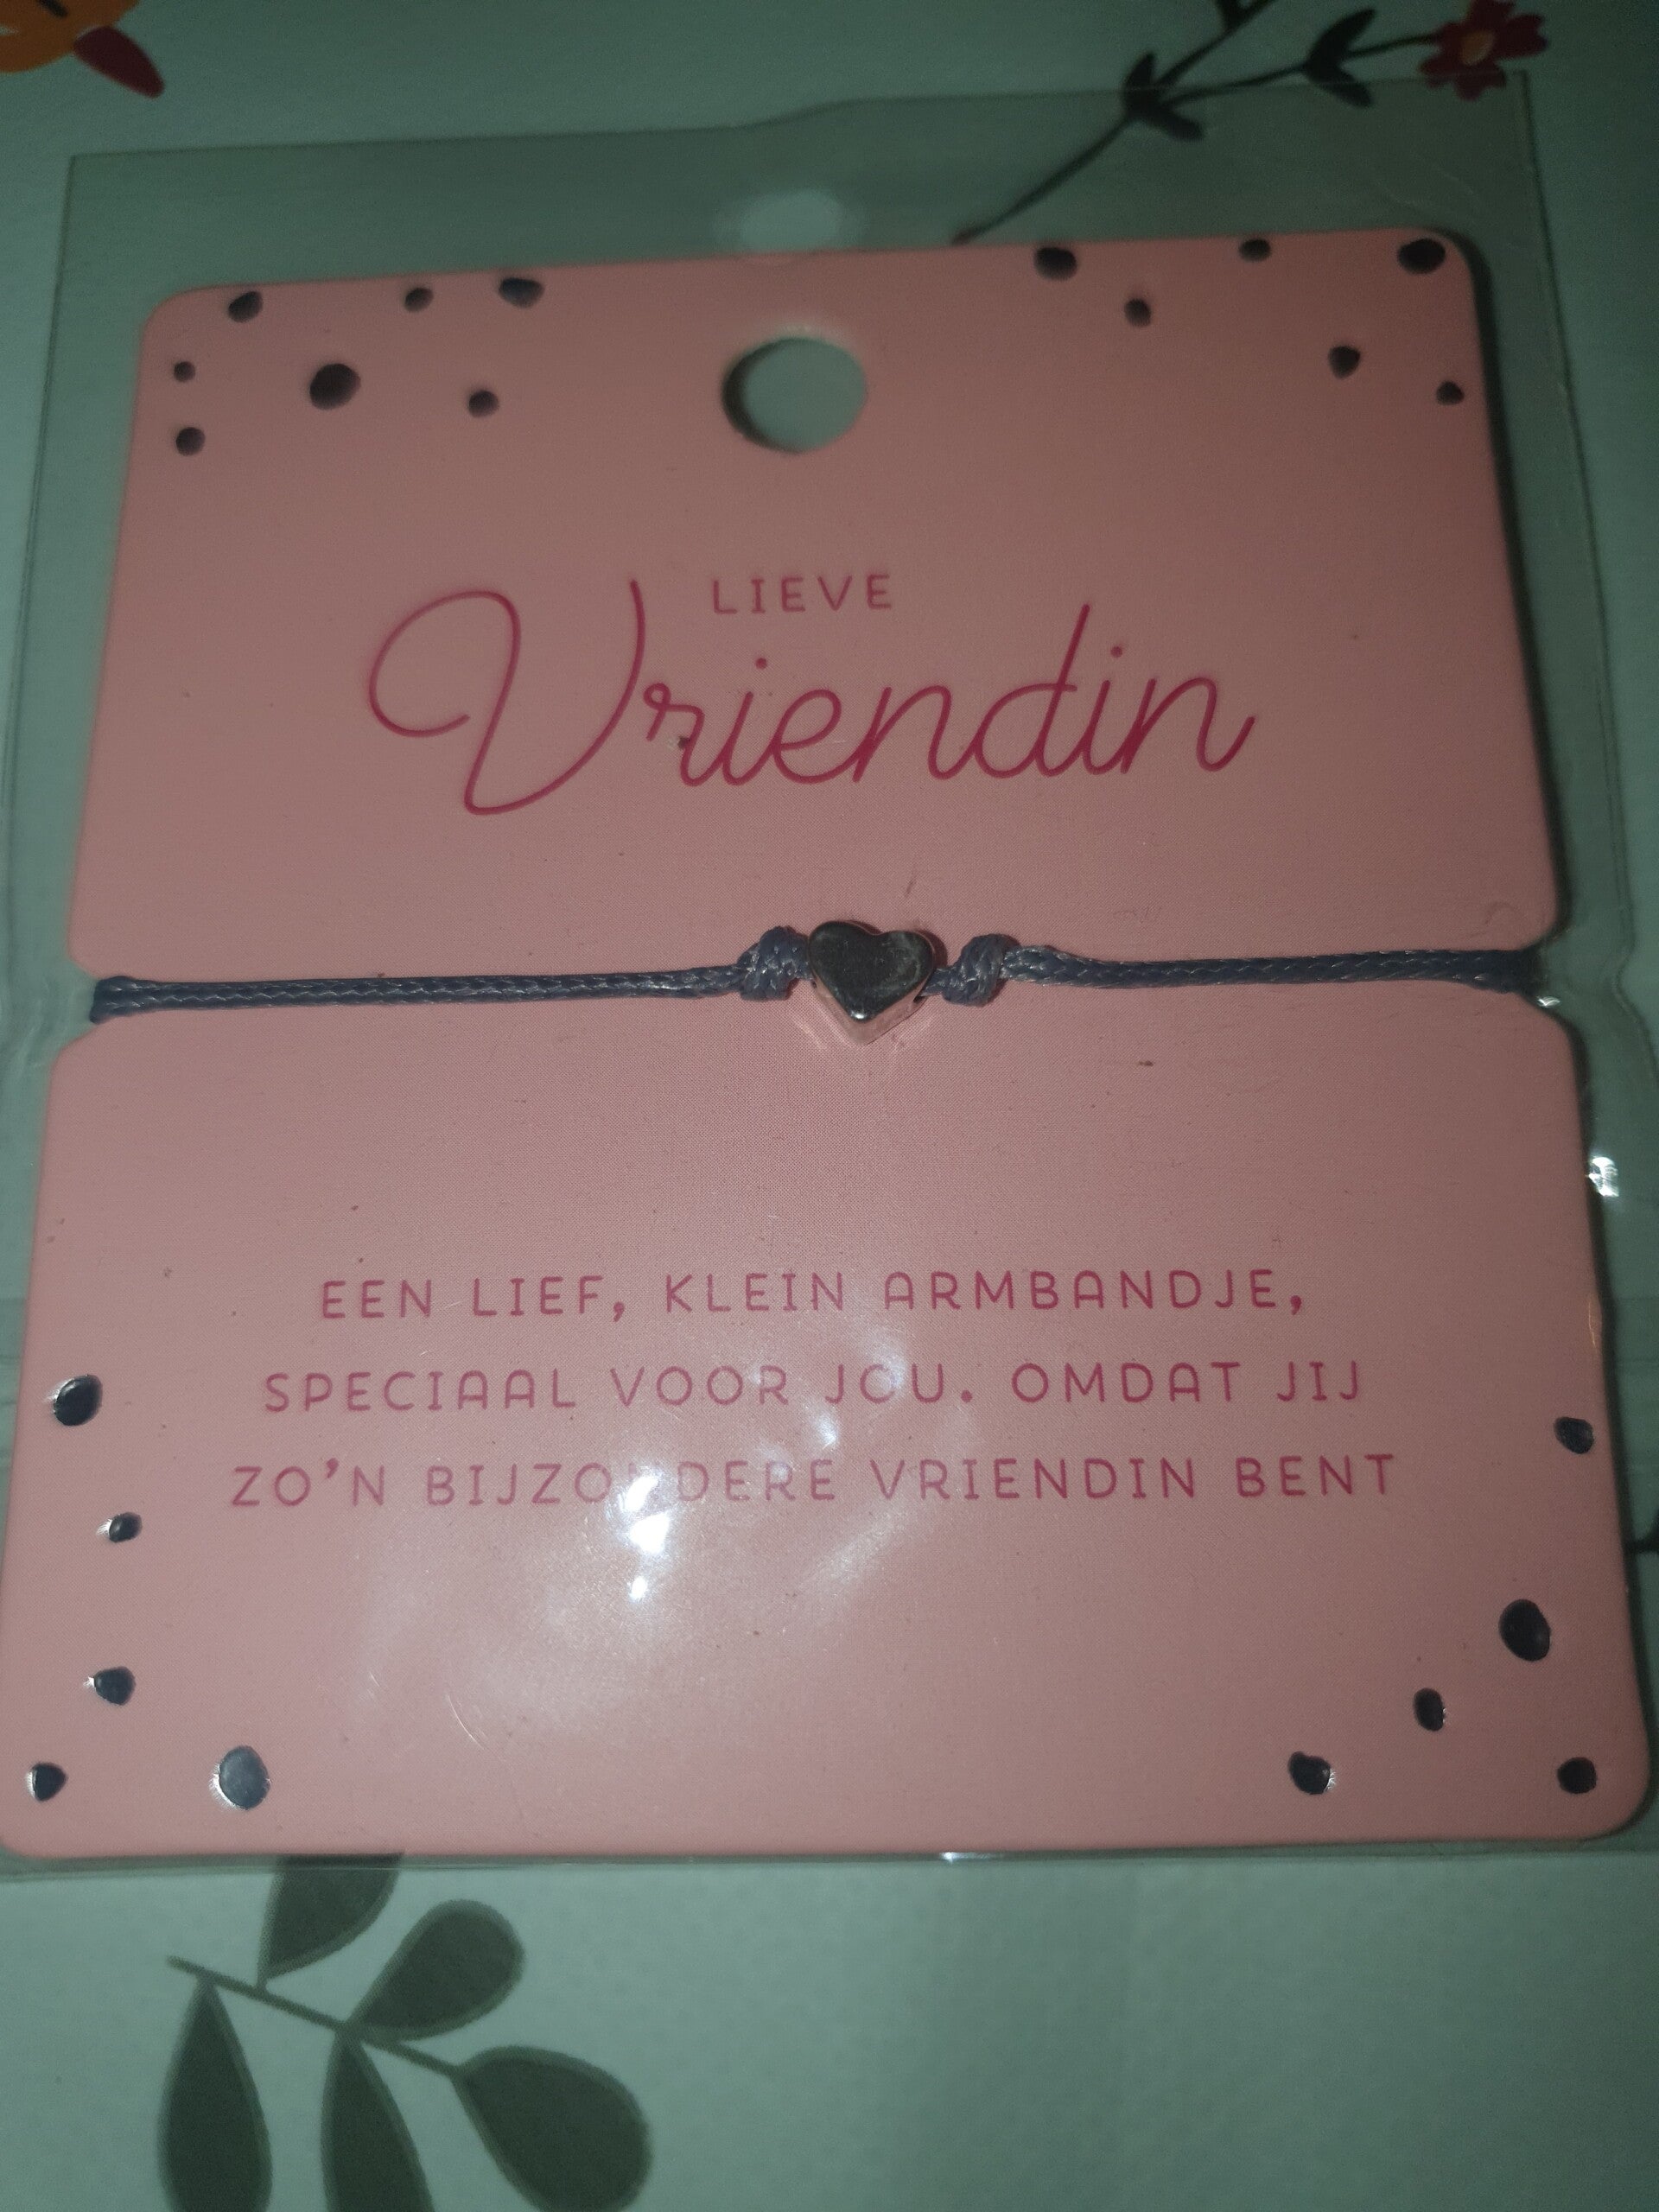 LIEVE
Vriendin
EEN LIEF, KLEIN ARMBANDJE,
SPECIAAL VOOR JOU. OMDAT JIJ
ZO'N BIJZONDERE VRIENDIN BENT